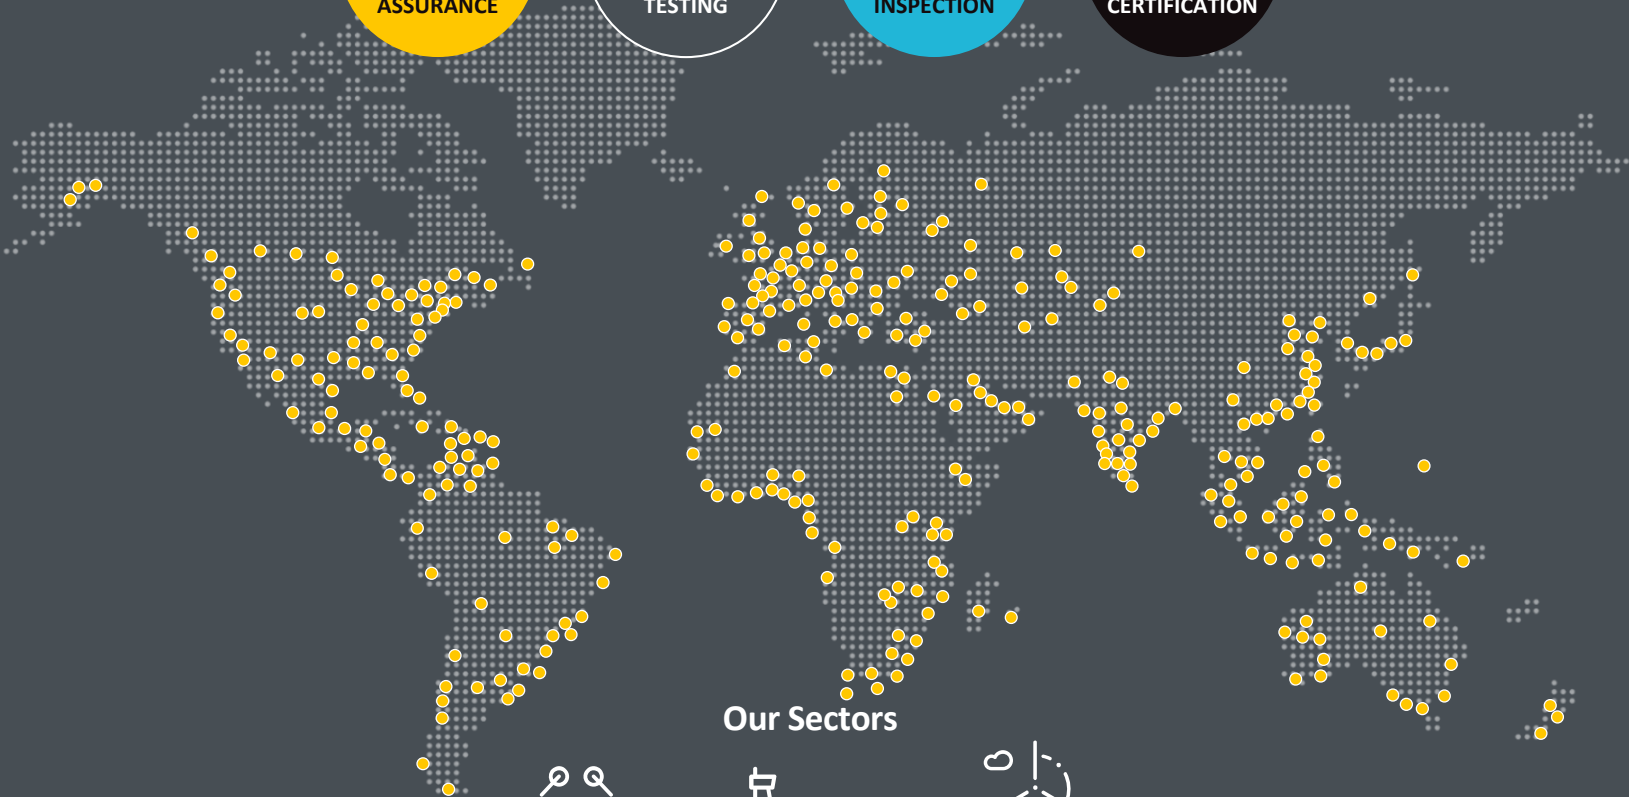 ASSURANCE
TESTING
INSPECTION
CERTIFICATION
Our Sectors